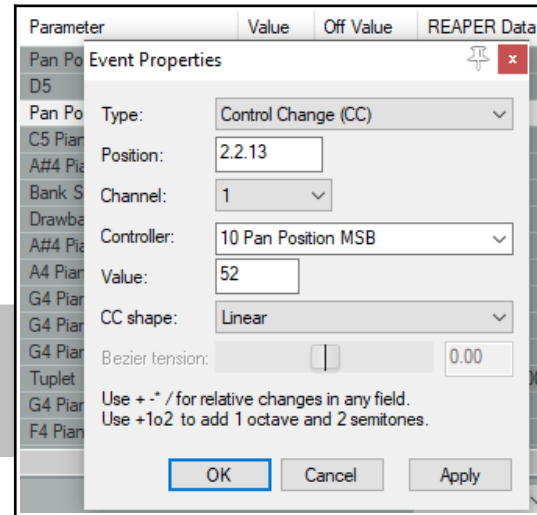 Parameter Value Off Value REAPER Data
Pan Po
Event Properties x
D5
Pan Po Type: Control Change (CC)
C5 Pian
Position: 2.2.13
A#4 Pia
Bank S Channel: 1
Drawba
A#4 Pia Controller: 10 Pan Position MSB
A4 Pian Value: 52
G4 Pian
G4 Pian CC shape: Linear
G4 Pian Bezier tension: 0.00
Tuplet
Use + -* / for relative changes in any field.
G4 Pian
Use +1o2 to add 1 octave and 2 semitones.
F4 Pian
OK Cancel Apply